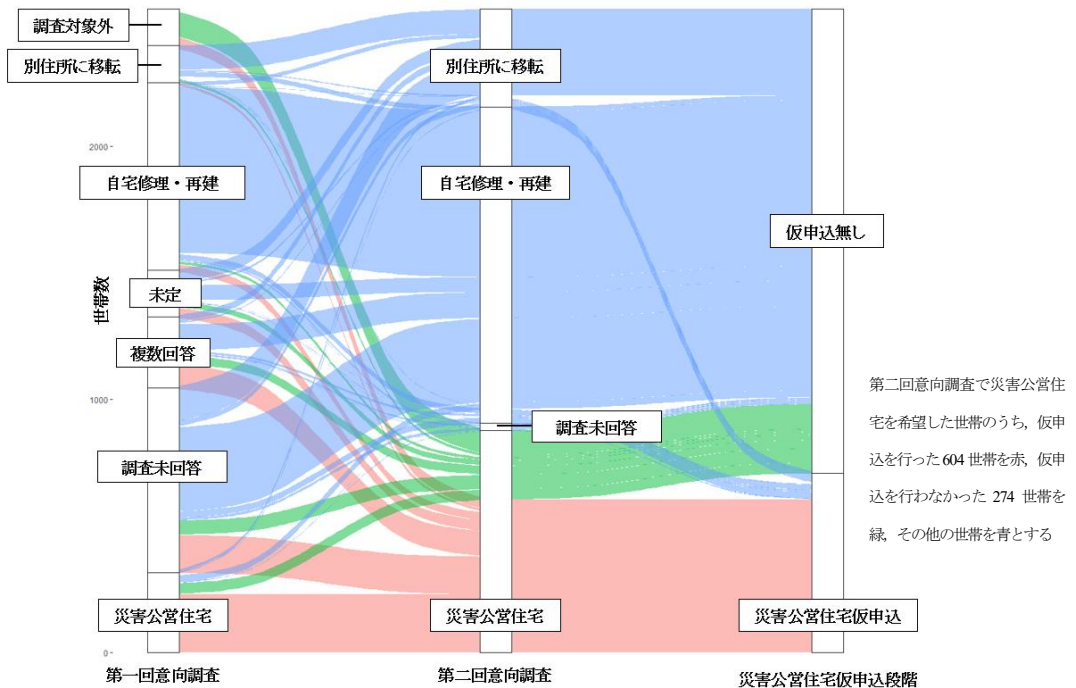 調査対象外
別住所に移転
別住所に移転
2000
自宅修理・再建
自宅修理・再建
仮申込無し
未定
世帯数
複数回答
1000
調査未回答
調査未回答
第二回意向調査で災害公営住
宅を希望した世帯のうち，仮申
込を行った 604 世帯を赤，仮申
込を行わなかった 274 世帯を
緑，その他の世帯を青とする
災害公営住宅
災害公営住宅
災害公営住宅仮申込
0
第一回意向調査
第二回意向調査
災害公営住宅仮申込段階